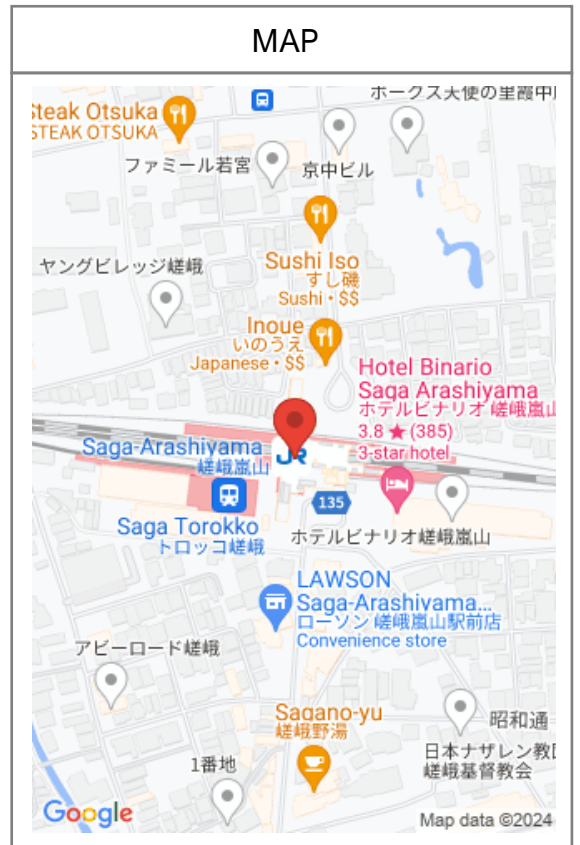 MAP
ボークス天使の里霞中
Steak Otsuka
STEAK OTSUKA
ファミール若宮
京中ビル
Sushi Iso
すし磯
Sushi・$$
ヤングビレッジ嵯峨
Inoue
いのうえ
Japanese・$$
Hotel Binario
Saga Arashiyama
ホテルビナリオ 嵯峨嵐山
3.8 ★ (385)
3-star hotel
Saga-Arashiyama
嵯峨嵐山
JR
135
Saga Torokko
トロッコ嵯峨
ホテルビナリオ嵯峨嵐山
LAWSON
Saga-Arashiyama...
ローソン 嵯峨嵐山駅前店
Convenience store
アビーロード嵯峨
Sagano-yu
嵯峨野湯
昭和通
1番地
日本ナザレン教団
嵯峨基督教会
Google
Map data ©2024